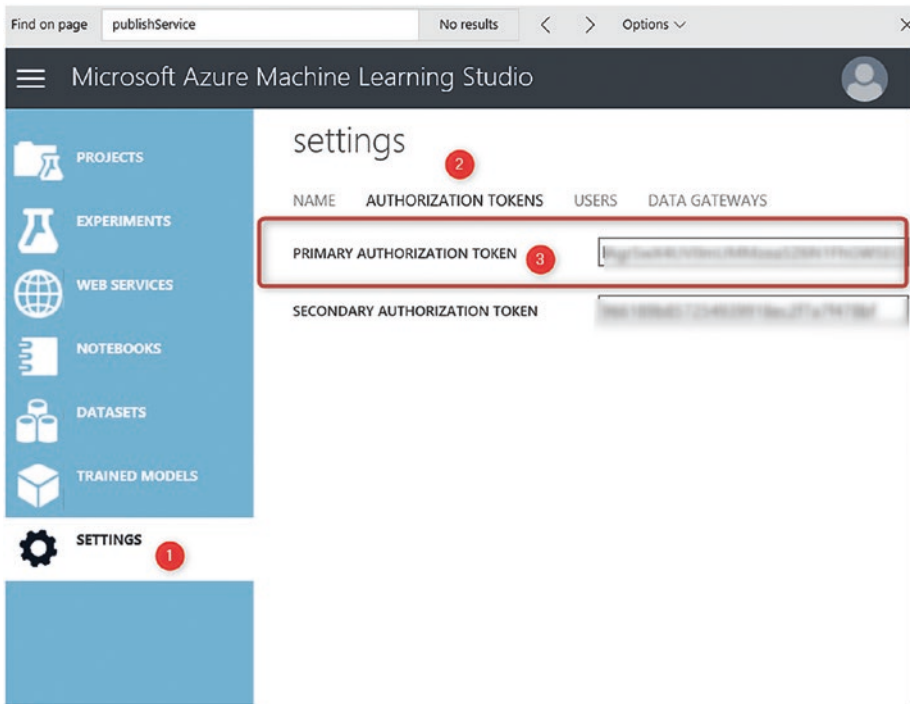 Find on page publishService No results Options
Microsoft Azure Machine Learning Studio
PROJECTS
EXPERIMENTS
WEB SERVICES
NOTEBOOKS
DATASETS
TRAINED MODELS
SETTINGS 1
settings
2
NAME AUTHORIZATION TOKENS USERS DATA GATEWAYS
PRIMARY AUTHORIZATION TOKEN 3
SECONDARY AUTHORIZATION TOKEN